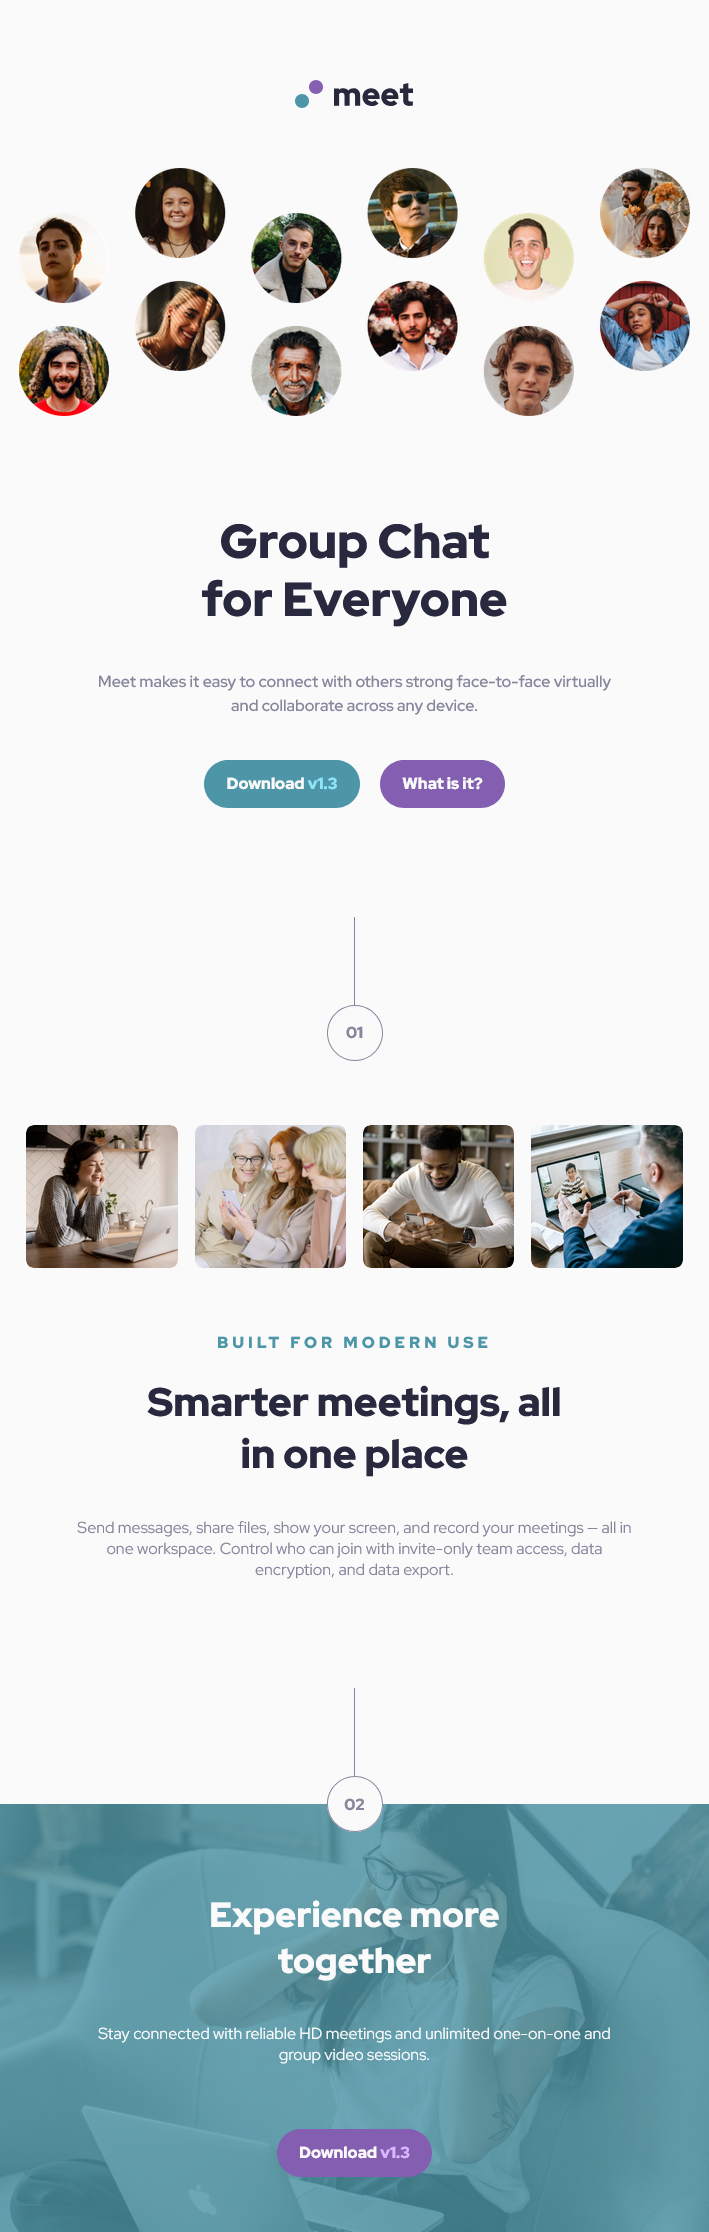 meet
Group Chat
for Everyone
Meet makes it easy to connect with others strong face-to-face virtually
and collaborate across any device.
Download v1.3
What is it?
01
BUILT FOR MODERN USE
Smarter meetings, all
in one place
Send messages, share files, show your screen, and record your meetings — all in
one workspace. Control who can join with invite-only team access, data
encryption, and data export.
02
Experience more
together
Stay connected with reliable HD meetings and unlimited one-on-one and
group video sessions.
Download v1.3